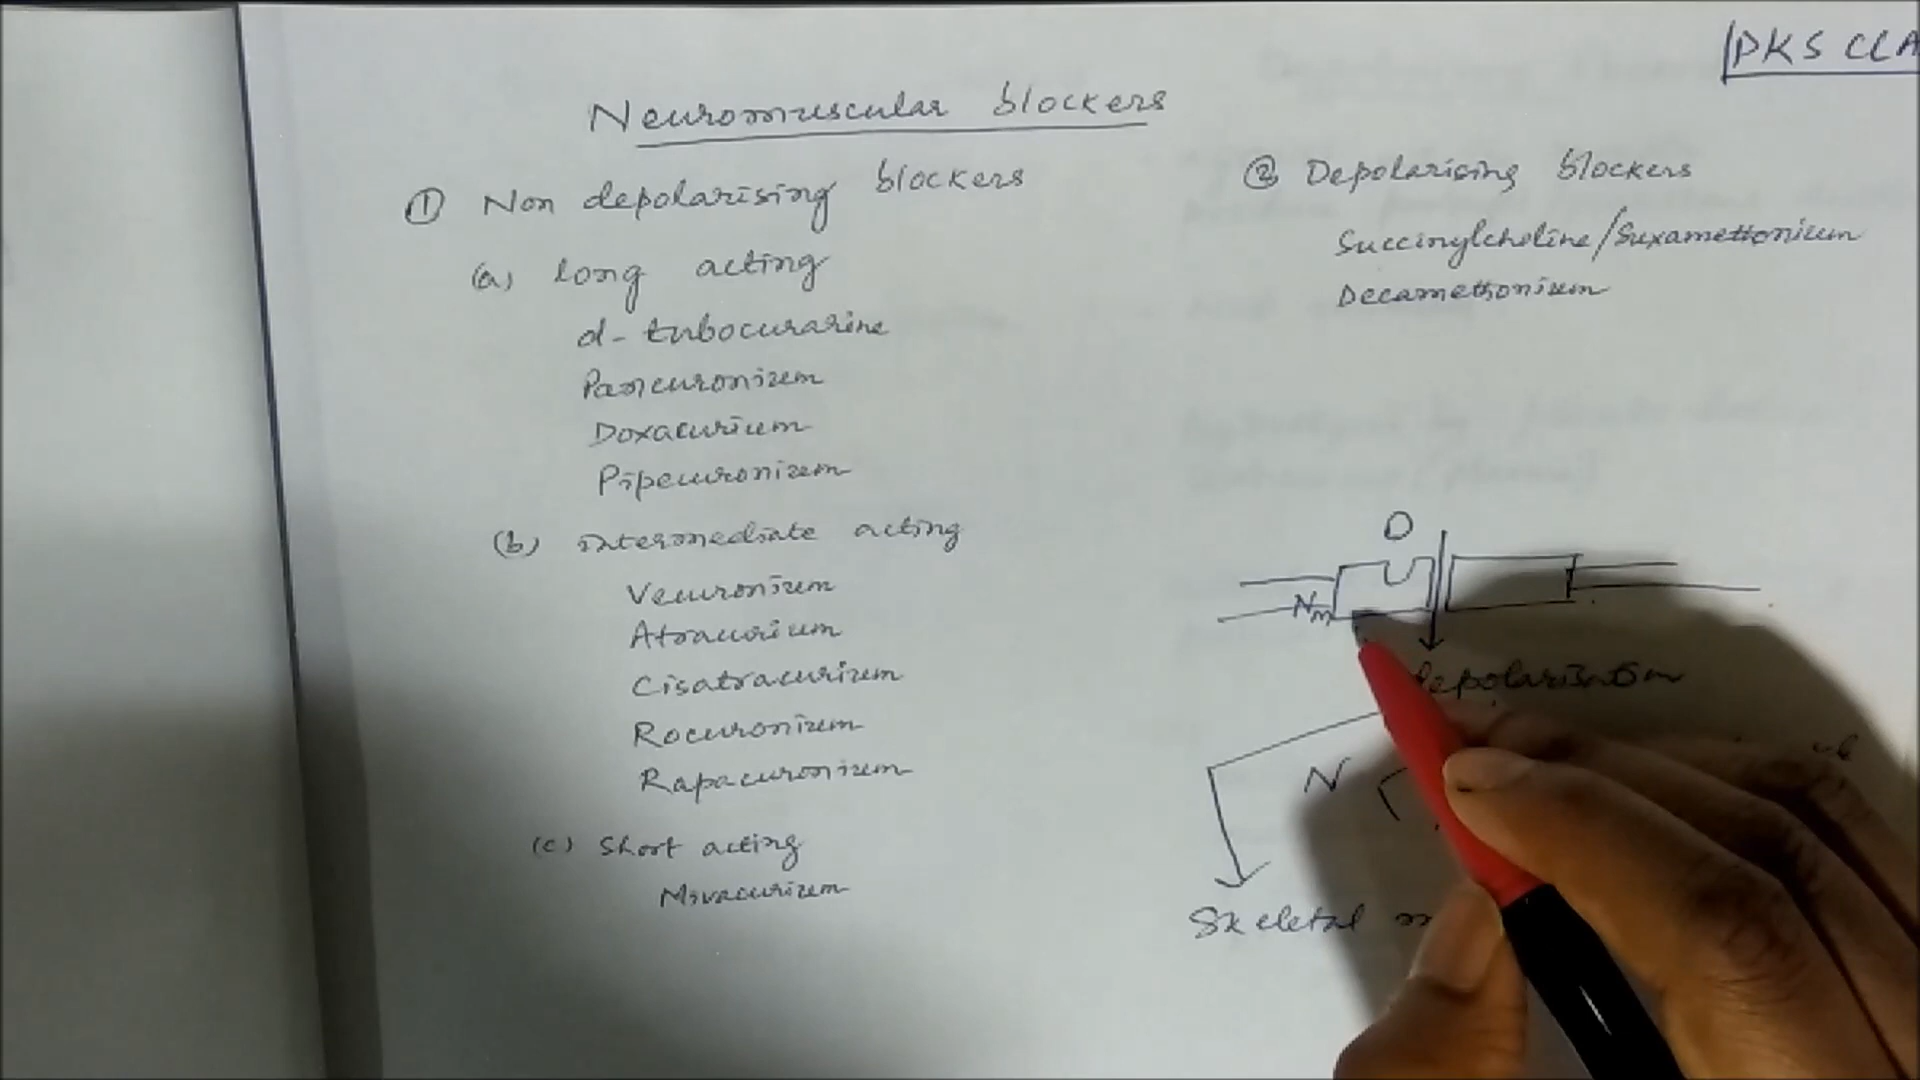 PKS CLA
Neuromuscular blockers
① Non depolarising blockers
(a) long acting
d-tubocurarine
Pancuronium
Doxacurium
Pipecuronium
(b) intermediate acting
Vecuronium
Atracurium
Cisatracurium
Rocuronium
Rapacuronium
(c) Short acting
Mivacurium
② Depolarising blockers
Succinylcholine/Suxamethonium
Decamethonium
Nm
depolarisation
N
Skeletal